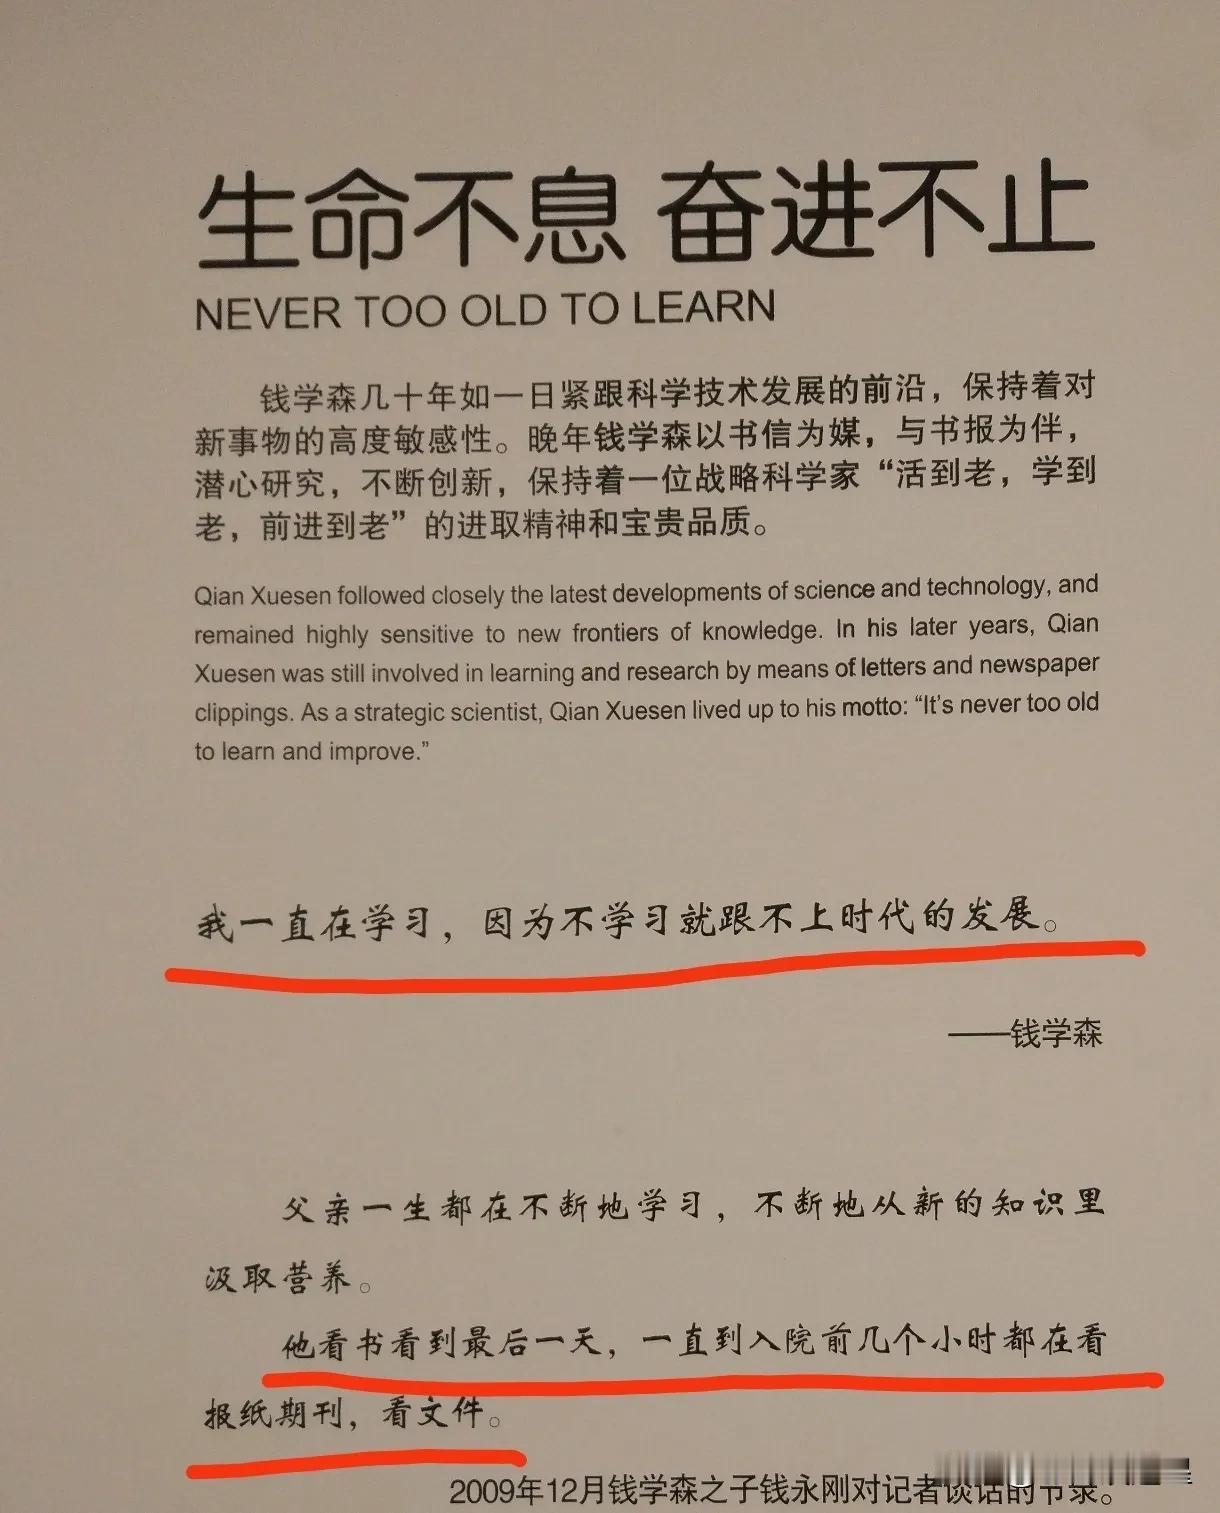 生命不息 奋进不止
NEVER TOO OLD TO LEARN
钱学森几十年如一日紧跟科学技术发展的前沿，保持着对
新事物的高度敏感性。晚年钱学森以书信为媒，与书报为伴，
潜心研究，不断创新，保持着一位战略科学家“活到老，学到
老，前进到老”的进取精神和宝贵品质。
Qian Xuesen followed closely the latest developments of science and technology, and
remained highly sensitive to new frontiers of knowledge. In his later years, Qian
Xuesen was still involved in learning and research by means of letters and newspaper
clippings. As a strategic scientist, Qian Xuesen lived up to his motto: “It’s never too old
to learn and improve.”
我一直在学习，因为不学习就跟不上时代的发展。
——钱学森
父亲一生都在不断地学习，不断地从新的知识里
汲取营养。
他看书看到最后一天，一直到入院前几个小时都在看
报纸期刊，看文件。
2009年12月钱学森之子钱永刚对记者谈话的节录。